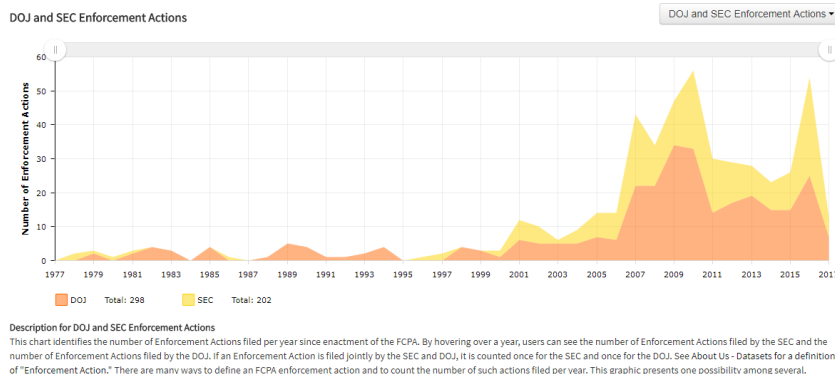 DOJ and SEC Enforcement Actions
DOJ and SEC Enforcement Actions
Number of Enforcement Actions
60
50
40
30
20
10
0
1977 1979 1981 1983 1985 1987 1989 1991 1993 1995 1997 1999 2001 2003 2005 2007 2009 2011 2013 2015 201
DOJ Total: 298 SEC Total: 202
Description for DOJ and SEC Enforcement Actions
This chart identifies the number of Enforcement Actions filed per year since enactment of the FCPA. By hovering over a year, users can see the number of Enforcement Actions filed by the SEC and the
number of Enforcement Actions filed by the DOJ. If an Enforcement Action is filed jointly by the SEC and DOJ, it is counted once for the SEC and once for the DOJ. See About Us - Datasets for a definition
of "Enforcement Action." There are many ways to define an FCPA enforcement action and to count the number of such actions filed per year. This graphic presents one possibility among several.